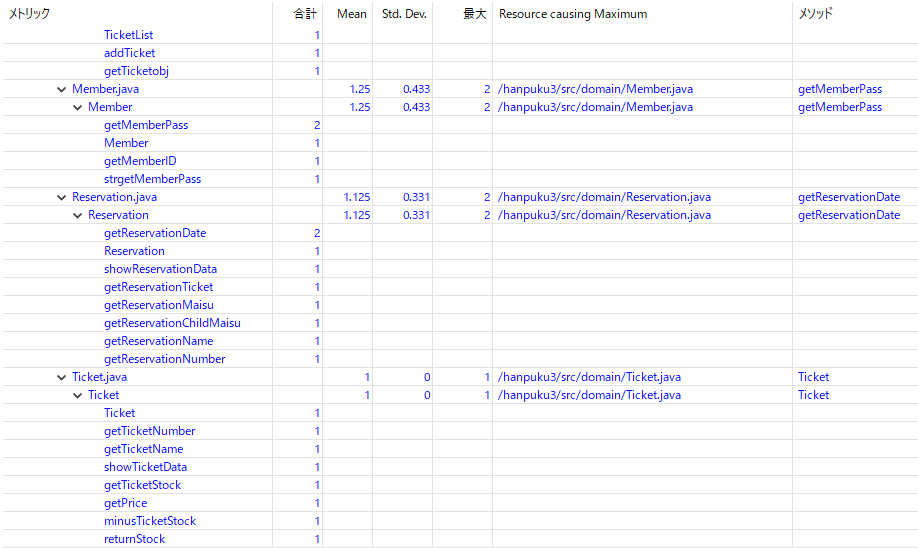 メトリック 合計 Mean Std. Dev. 最大 Resource causing Maximum メソッド
TicketList 1
addTicket 1
getTicketobj 1
Member.java 1.25 0.433 2 /hanpuku3/src/domain/Member.java getMemberPass
Member 1.25 0.433 2 /hanpuku3/src/domain/Member.java getMemberPass
getMemberPass 2
Member 1
getMemberID 1
strgetMemberPass 1
Reservation.java 1.125 0.331 2 /hanpuku3/src/domain/Reservation.java getReservationDate
Reservation 1.125 0.331 2 /hanpuku3/src/domain/Reservation.java getReservationDate
getReservationDate 2
Reservation 1
showReservationData 1
getReservationTicket 1
getReservationMaisu 1
getReservationChildMaisu 1
getReservationName 1
getReservationNumber 1
Ticket.java 1 0 1 /hanpuku3/src/domain/Ticket.java Ticket
Ticket 1 0 1 /hanpuku3/src/domain/Ticket.java Ticket
Ticket 1
getTicketNumber 1
getTicketName 1
showTicketData 1
getTicketStock 1
getPrice 1
minusTicketStock 1
returnStock 1